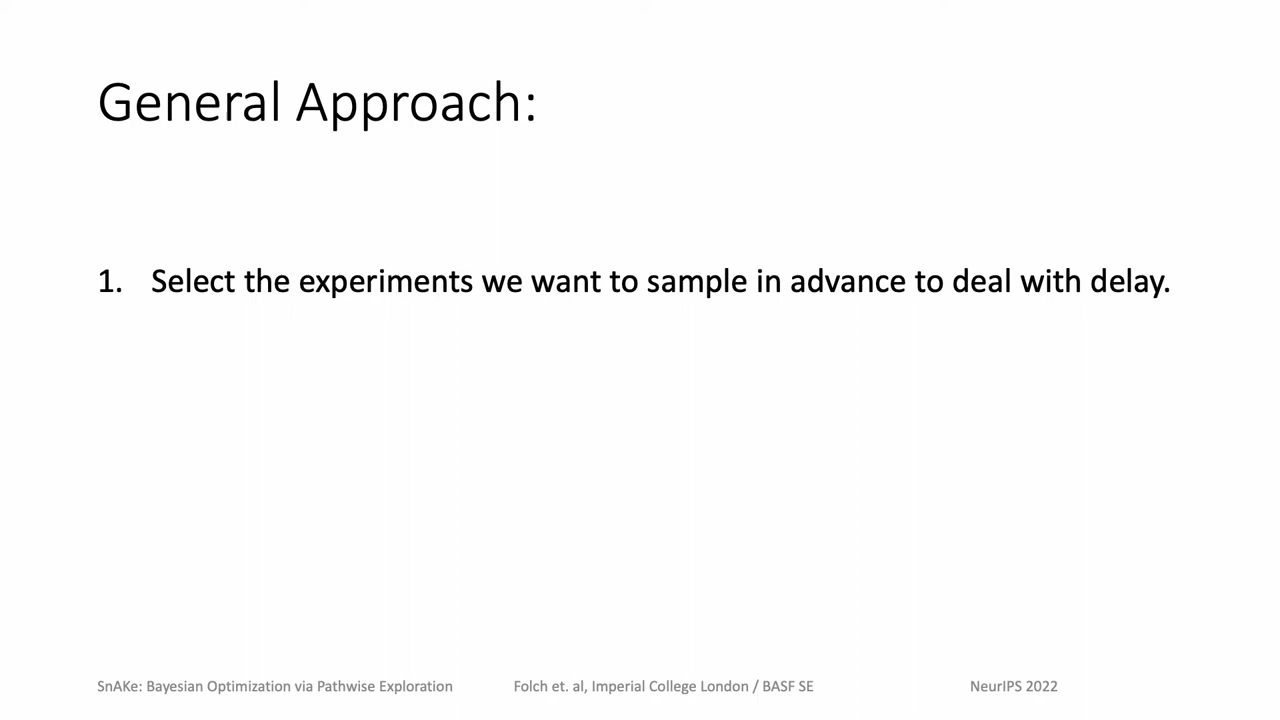 General Approach:
1. Select the experiments we want to sample in advance to deal with delay.
SnAKe: Bayesian Optimization via Pathwise Exploration Folch et. al, Imperial College London / BASF SE NeurIPS 2022